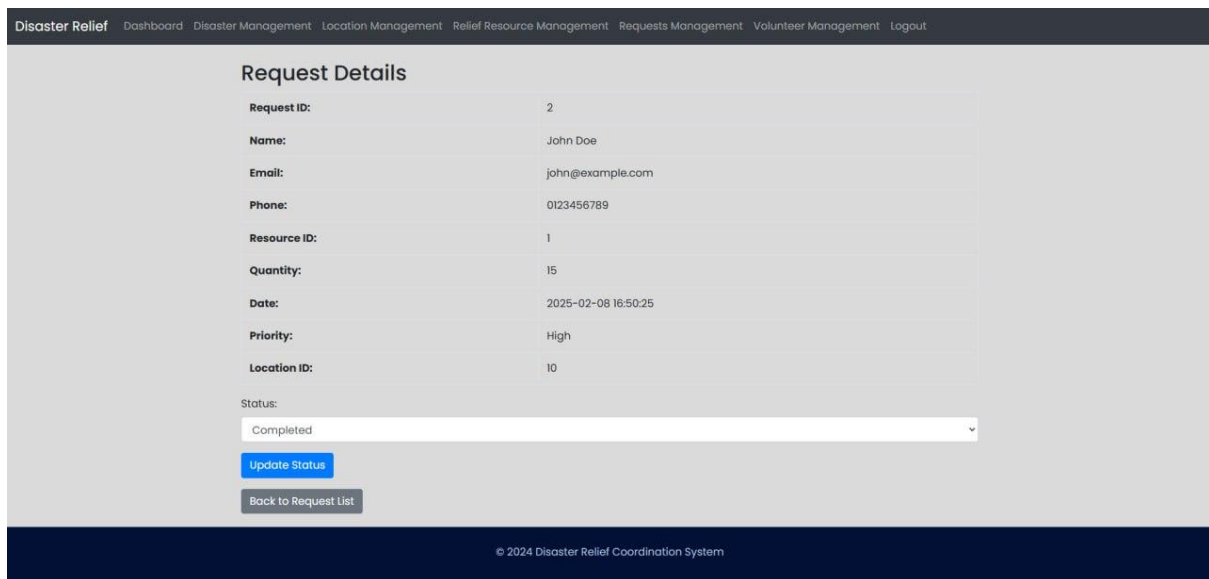 Disaster Relief Dashboard Disaster Management Location Management Relief Resource Management Requests Management Volunteer Management Logout
Request Details
Request ID: 2
Name: John Doe
Email: john@example.com
Phone: 0123456789
Resource ID: 1
Quantity: 15
Date: 2025-02-08 16:50:25
Priority: High
Location ID: 10
Status:
Completed
Update Status
Back to Request List
© 2024 Disaster Relief Coordination System